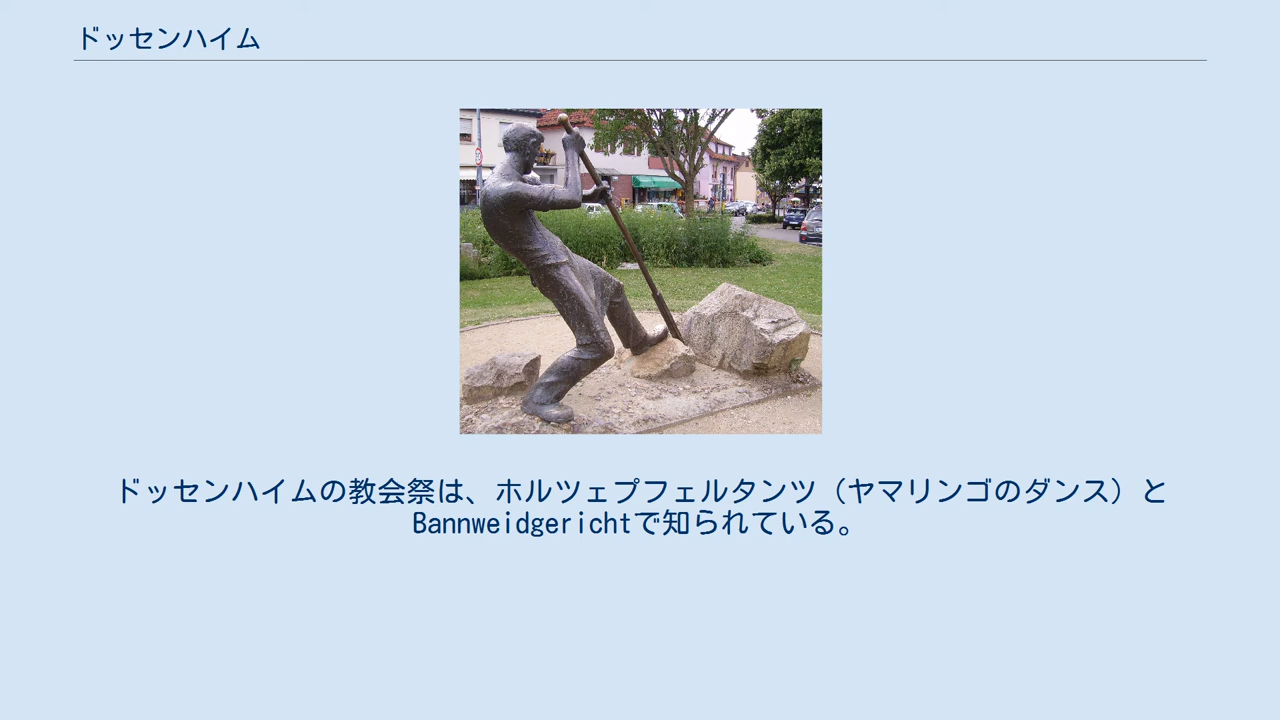 ドッセンハイム
ドッセンハイムの教会祭は、ホルツェプフェルタンツ（ヤマリンゴのダンス）と
Bannweidgerichtで知られている。